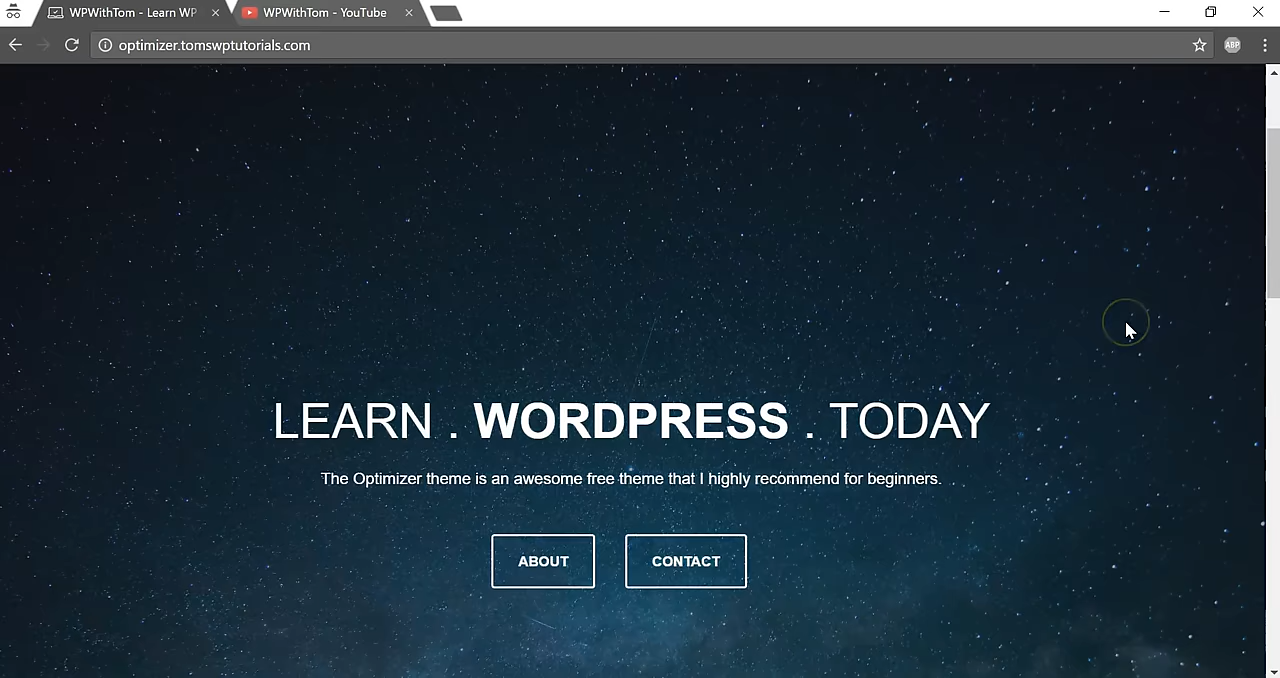 WPWithTom - Learn WP
WPWithTom - YouTube
optimizer.tomswptutorials.com
ABP
LEARN . WORDPRESS . TODAY
The Optimizer theme is an awesome free theme that I highly recommend for beginners.
ABOUT
CONTACT